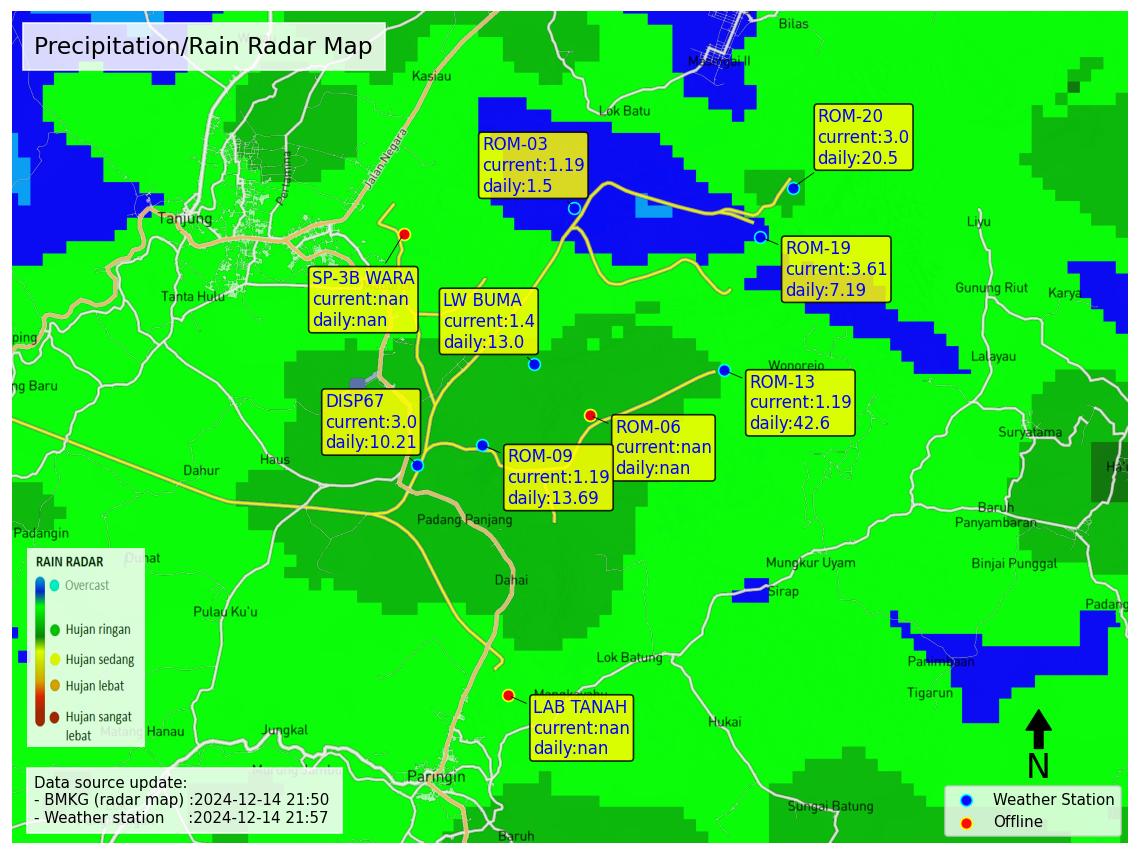 Precipitation/Rain Radar Map
Bilas
Kasiau
Lok Batu
Jalan Negara
Pertamina
Tanjung
Tanta Hulu
ROM-03
current:1.19
daily:1.5
ROM-20
current:3.0
daily:20.5
ROM-19
current:3.61
daily:7.19
SP-3B WARA
current:nan
daily:nan
LW BUMA
current:1.4
daily:13.0
Liyu
Gunung Riut
Karya
Lalayau
Wonorejo
ping
ng Baru
DISP67
current:3.0
daily:10.21
ROM-13
current:1.19
daily:42.6
ROM-06
current:nan
daily:nan
ROM-09
current:1.19
daily:13.69
Suryatama
Haus
Dahur
Padang Panjang
Baruh
Panyambaran
Padangin
Mungkur Uyam
Binjai Punggal
Dahai
Sirap
Pulau Ku'u
Padang
RAIN RADAR
Overcast
Hujan ringan
Hujan sedang
Hujan lebat
Hujan sangat
lebat
Lok Batung
Panimbaan
Tigarun
LAB TANAH
current:nan
daily:nan
Hukai
Jungkal
Matang Hanau
Paringin
Sungai Batung
Baruh
Data source update:
- BMKG (radar map) :2024-12-14 21:50
- Weather station :2024-12-14 21:57
N
Weather Station
Offline